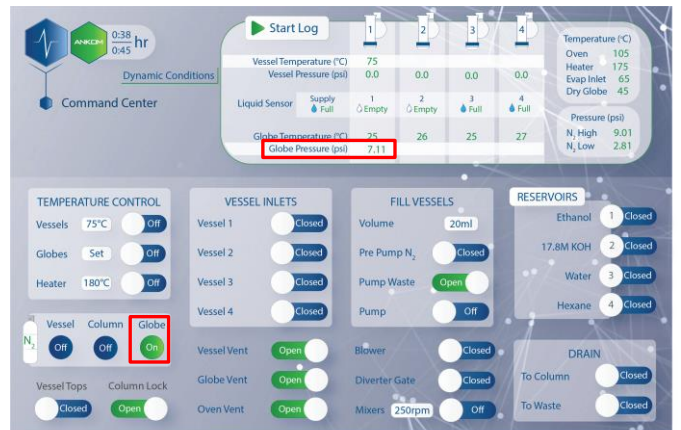 ANKOM
0:38
0:45 hr
Dynamic Conditions
Command Center
Start Log 1 2 3 4
Vessel Temperature (°C) 75
Vessel Pressure (psi) 0.0 0.0 0.0 0.0
Liquid Sensor Supply Full 1 Empty 2 Empty 3 Full 4 Full
Globe Temperature (°C) 25 26 25 27
Globe Pressure (psi) 7.11
Temperature (°C)
Oven 105
Heater 175
Evap Inlet 65
Dry Globe 45
Pressure (psi)
N2 High 9.01
N2 Low 2.81
TEMPERATURE CONTROL
Vessels 75°C Off
Globes Set Off
Heater 180°C Off
N2
Vessel Column Globe
Off Off On
Vessel Tops Column Lock
Closed Open
VESSEL INLETS
Vessel 1 Closed
Vessel 2 Closed
Vessel 3 Closed
Vessel 4 Closed
Vessel Vent Open
Globe Vent Open
Oven Vent Open
FILL VESSELS
Volume 20ml
Pre Pump N2 Closed
Pump Waste Open
Pump Off
Blower Closed
Diverter Gate Closed
Mixers 250rpm Off
RESERVOIRS
Ethanol 1 Closed
17.8M KOH 2 Closed
Water 3 Closed
Hexane 4 Closed
DRAIN
To Column Closed
To Waste Closed